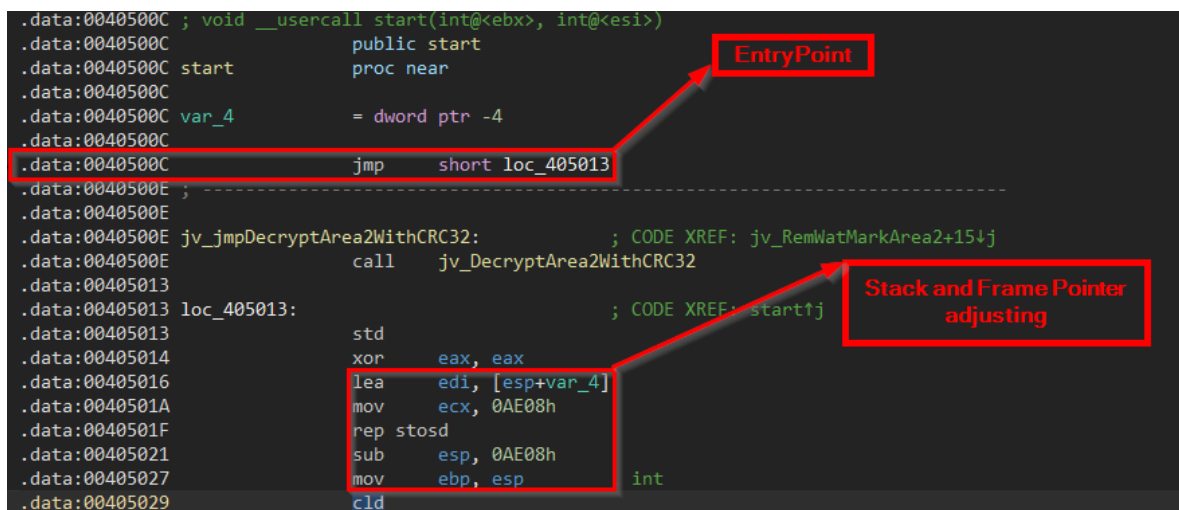 .data:0040500C ; void __usercall start(int@<ebx>, int@<esi>)
.data:0040500C public start
EntryPoint
.data:0040500C start proc near
.data:0040500C
.data:0040500C var_4 = dword ptr -4
.data:0040500C
.data:0040500C jmp short loc_405013
.data:0040500E ; ---------------------------------------------------------------------------
.data:0040500E
.data:0040500E jv_jmpDecryptArea2WithCRC32: ; CODE XREF: jv_RemWatMarkArea2+15↓j
.data:0040500E call jv_DecryptArea2WithCRC32
.data:00405013
Stack and Frame Pointer
adjusting
.data:00405013 loc_405013: ; CODE XREF: start↑j
.data:00405013 std
.data:00405014 xor eax, eax
.data:00405016 lea edi, [esp+var_4]
.data:0040501A mov ecx, 0AE08h
.data:0040501F rep stosd
.data:00405021 sub esp, 0AE08h
.data:00405027 mov ebp, esp int
.data:00405029 cld